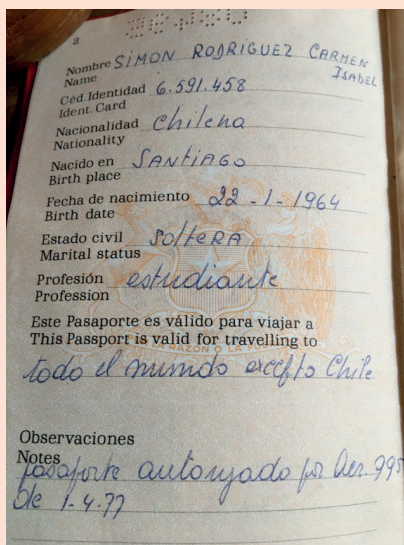 2
Nombre SIMON RODRIGUEZ CARMEN
Name ISABEL
Céd. Identidad 6.591.458
Ident. Card
Nacionalidad Chilena
Nationality
Nacido en SANTIAGO
Birth place
Fecha de nacimiento 22-1-1964
Birth date
Estado civil SOLTERA
Marital status
Profesión estudiante
Profession
Este Pasaporte es válido para viajar a
This Passport is valid for travelling to
todo el mundo excepto Chile
Observaciones
Notes
pasaporte autorizado por
de 1-4-77